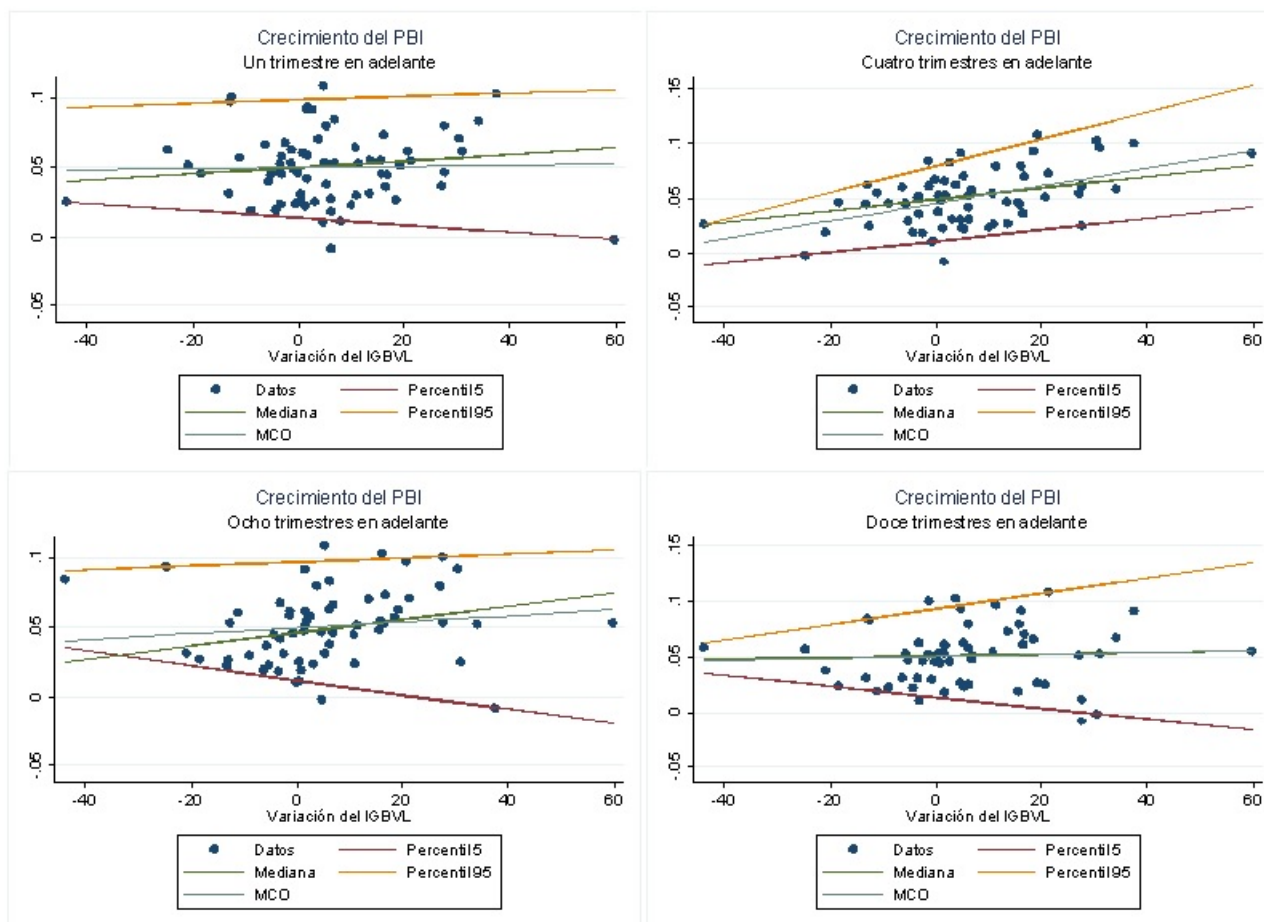 Crecimiento del PBI
Un trimestre en adelante
.1
.05
0
-.05
-40 -20 0 20 40 60
Variación del IGBVL
Datos Percentil5
Mediana Percentil95
MCO
Crecimiento del PBI
Cuatro trimestres en adelante
.15
.1
.05
0
-.05
-40 -20 0 20 40 60
Variación del IGBVL
Datos Percentil5
Mediana Percentil95
MCO
Crecimiento del PBI
Ocho trimestres en adelante
.1
.05
0
-.05
-40 -20 0 20 40 60
Variación del IGBVL
Datos Percentil5
Mediana Percentil95
MCO
Crecimiento del PBI
Doce trimestres en adelante
.15
.1
.05
0
-.05
-40 -20 0 20 40 60
Variación del IGBVL
Datos Percentil5
Mediana Percentil95
MCO